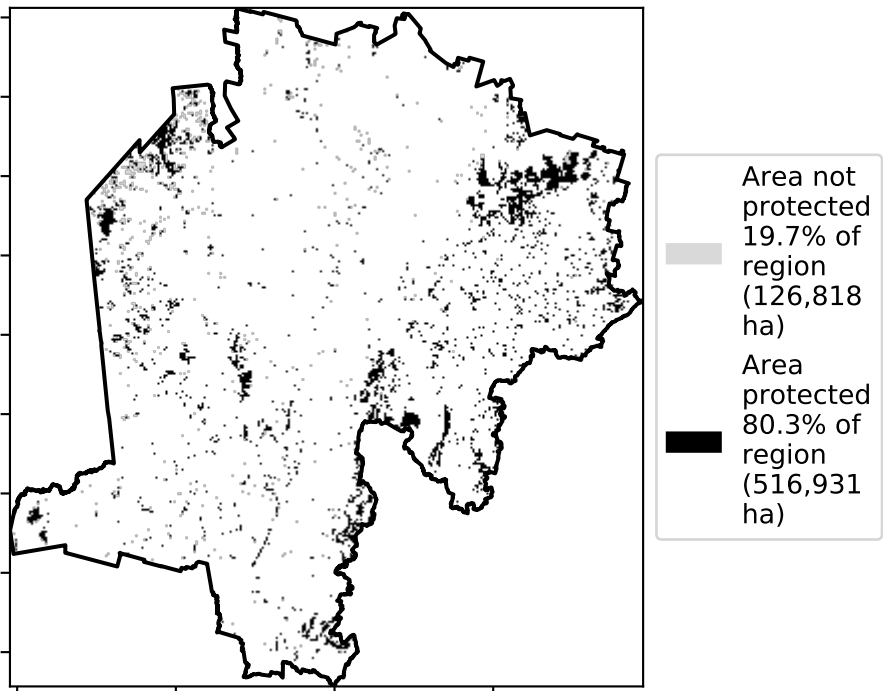 Area not
protected
19.7% of
region
(126,818
ha)
Area
protected
80.3% of
region
(516,931
ha)